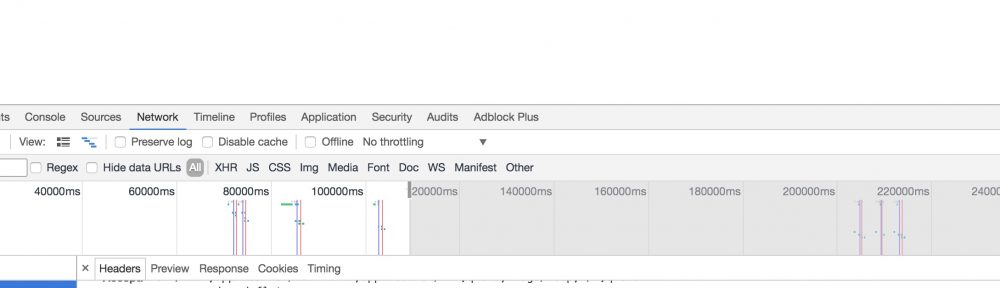 ts Console Sources Network Timeline Profiles Application Security Audits Adblock Plus
View: Preserve log Disable cache Offline No throttling ▼
Regex Hide data URLs All XHR JS CSS Img Media Font Doc WS Manifest Other
40000ms 60000ms 80000ms 100000ms 20000ms 140000ms 160000ms 180000ms 200000ms 220000ms 24000
× Headers Preview Response Cookies Timing